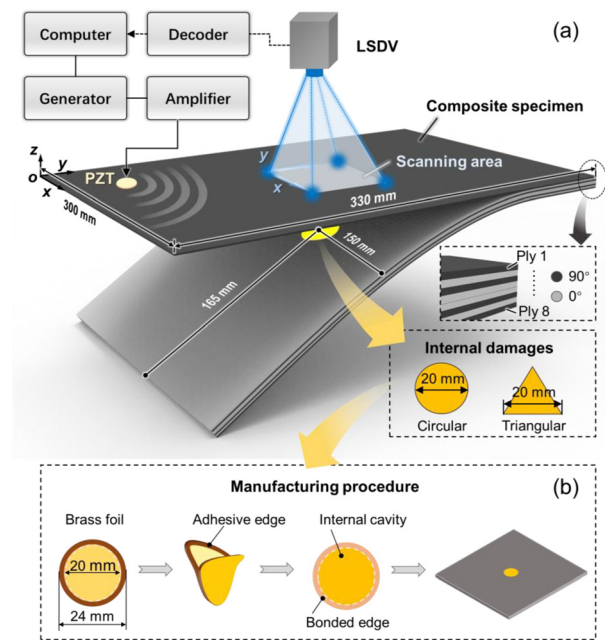 (a)
Computer
Decoder
LSDV
Generator
Amplifier
Composite specimen
z
y
o
x
PZT
y
x
Scanning area
300 mm
330 mm
150 mm
165 mm
Ply 1
90°
0°
Ply 8
Internal damages
20 mm
20 mm
Circular
Triangular
(b)
Manufacturing procedure
Brass foil
Adhesive edge
Internal cavity
20 mm
24 mm
Bonded edge